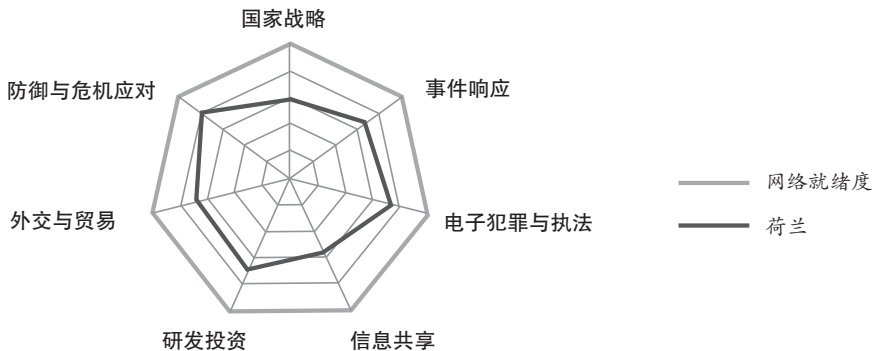 国家战略
防御与危机应对
事件响应
网络就绪度
外交与贸易
电子犯罪与执法
荷兰
研发投资
信息共享